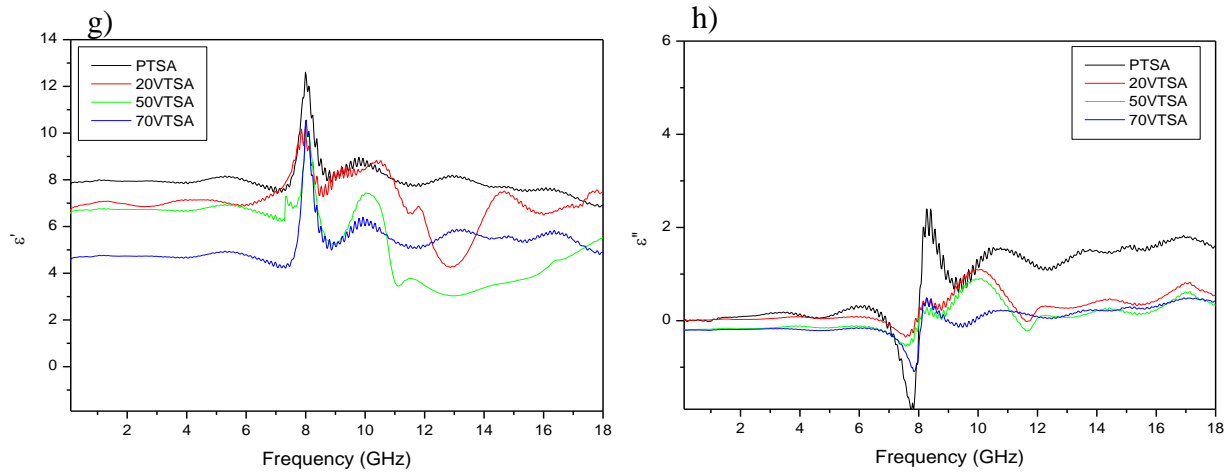 g)
14
12
10
8
6
4
2
0
ε'
PTSA
20VTSA
50VTSA
70VTSA
2 4 6 8 10 12 14 16 18
Frequency (GHz)
h)
6
4
2
0
ε"
PTSA
20VTSA
50VTSA
70VTSA
2 4 6 8 10 12 14 16 18
Frequency (GHz)